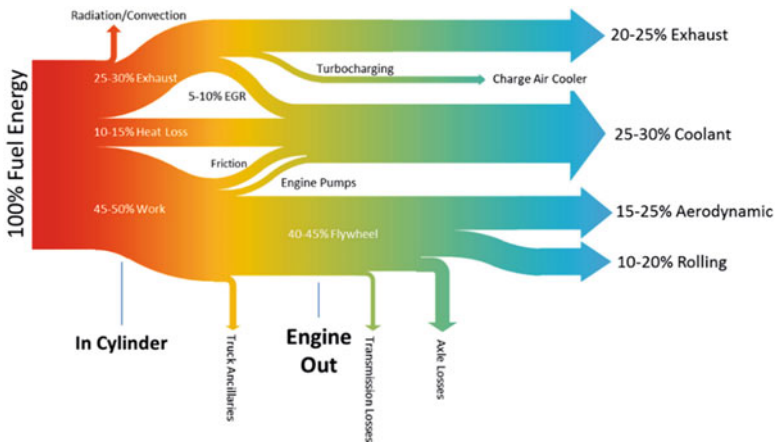 Radiation/Convection
20-25% Exhaust
Turbocharging
25-30% Exhaust
Charge Air Cooler
5-10% EGR
100% Fuel Energy
10-15% Heat Loss
25-30% Coolant
Friction
Engine Pumps
45-50% Work
15-25% Aerodynamic
40-45% Flywheel
10-20% Rolling
In Cylinder
Truck Ancillaries
Engine
Out
Transmission Losses
Axle Losses